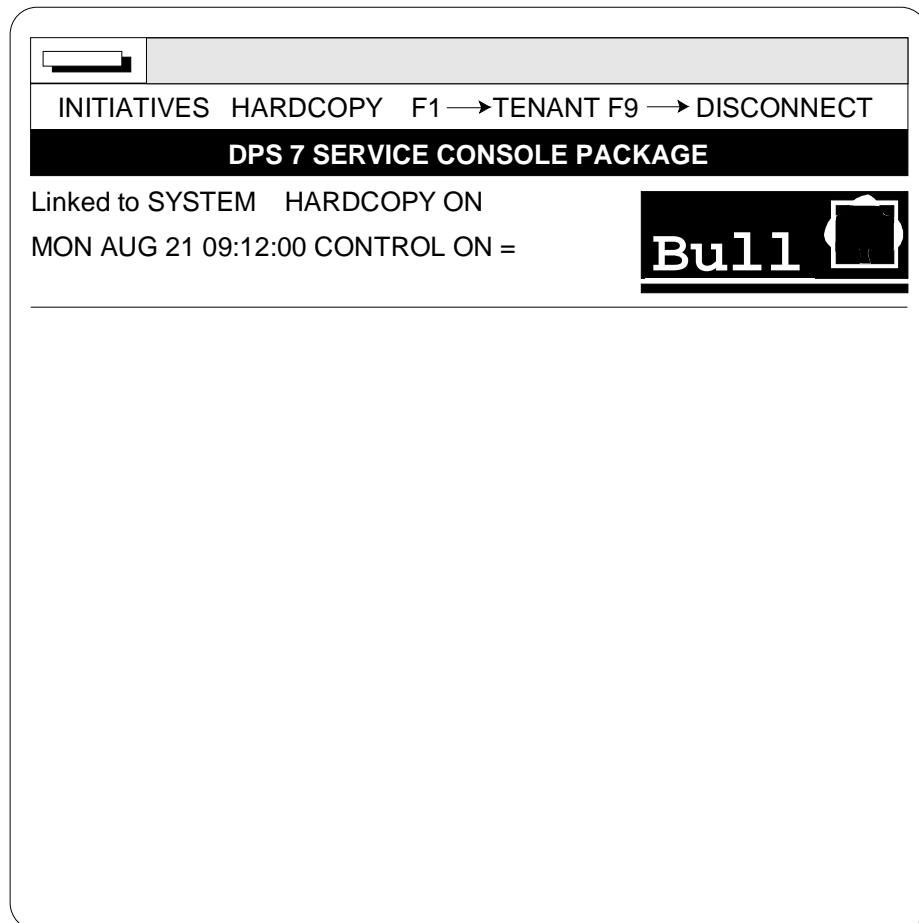 INITIATIVES HARDCOPY F1 → TENANT F9 → DISCONNECT
DPS 7 SERVICE CONSOLE PACKAGE
Linked to SYSTEM HARDCOPY ON
MON AUG 21 09:12:00 CONTROL ON =
Bull